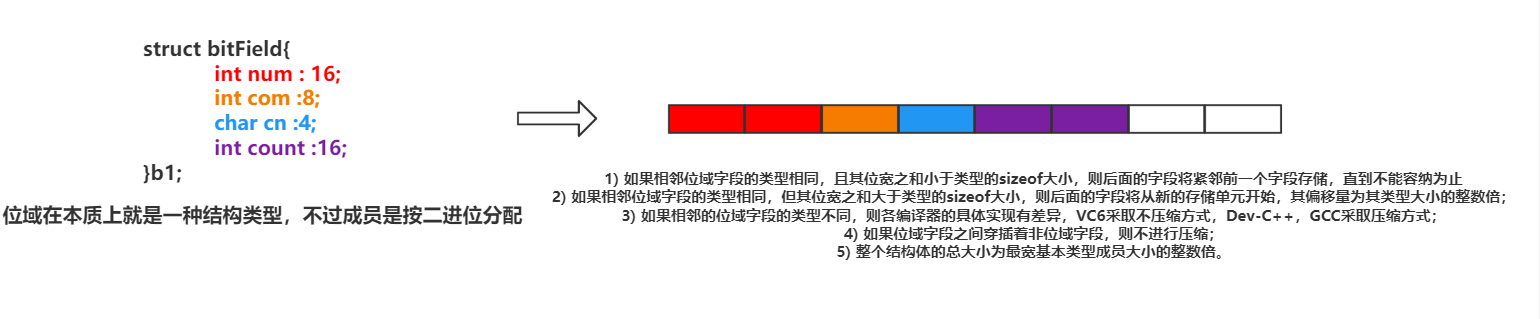 struct bitField{
int num : 16;
int com :8;
char cn :4;
int count :16;
}b1;
位域在本质上就是一种结构类型，不过成员是按二进位分配
1) 如果相邻位域字段的类型相同，且其位宽之和小于类型的sizeof大小，则后面的字段将紧邻前一个字段存储，直到不能容纳为止
2) 如果相邻位域字段的类型相同，但其位宽之和大于类型的sizeof大小，则后面的字段将从新的存储单元开始，其偏移量为其类型大小的整数倍；
3) 如果相邻的位域字段的类型不同，则各编译器的具体实现有差异，VC6采取不压缩方式，Dev-C++，GCC采取压缩方式；
4) 如果位域字段之间穿插着非位域字段，则不进行压缩；
5) 整个结构体的总大小为最宽基本类型成员大小的整数倍。